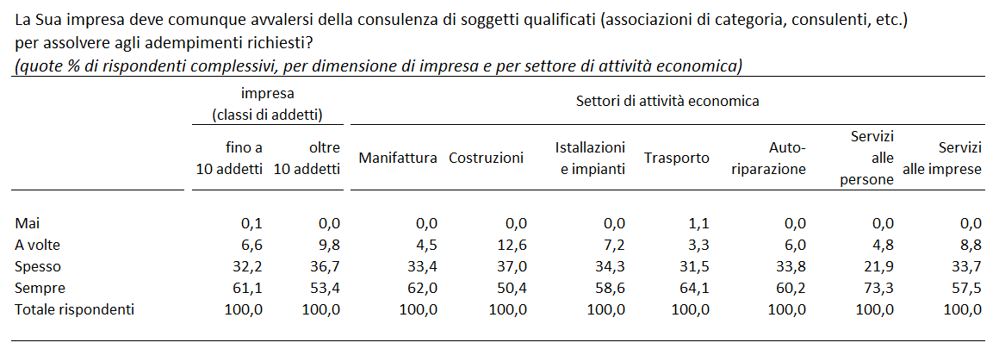 La Sua impresa deve comunque avvalersi della consulenza di soggetti qualificati (associazioni di categoria, consulenti, etc.)
per assolvere agli adempimenti richiesti?
(quote % di rispondenti complessivi, per dimensione di impresa e per settore di attività economica)
impresa
(classi di addetti)
Settori di attività economica
fino a 10 addetti
oltre 10 addetti
Manifattura
Costruzioni
Istallazioni e impianti
Trasporto
Auto-riparazione
Servizi alle persone
Servizi alle imprese
Mai 0,1 0,0 0,0 0,0 0,0 1,1 0,0 0,0 0,0
A volte 6,6 9,8 4,5 12,6 7,2 3,3 6,0 4,8 8,8
Spesso 32,2 36,7 33,4 37,0 34,3 31,5 33,8 21,9 33,7
Sempre 61,1 53,4 62,0 50,4 58,6 64,1 60,2 73,3 57,5
Totale rispondenti 100,0 100,0 100,0 100,0 100,0 100,0 100,0 100,0 100,0